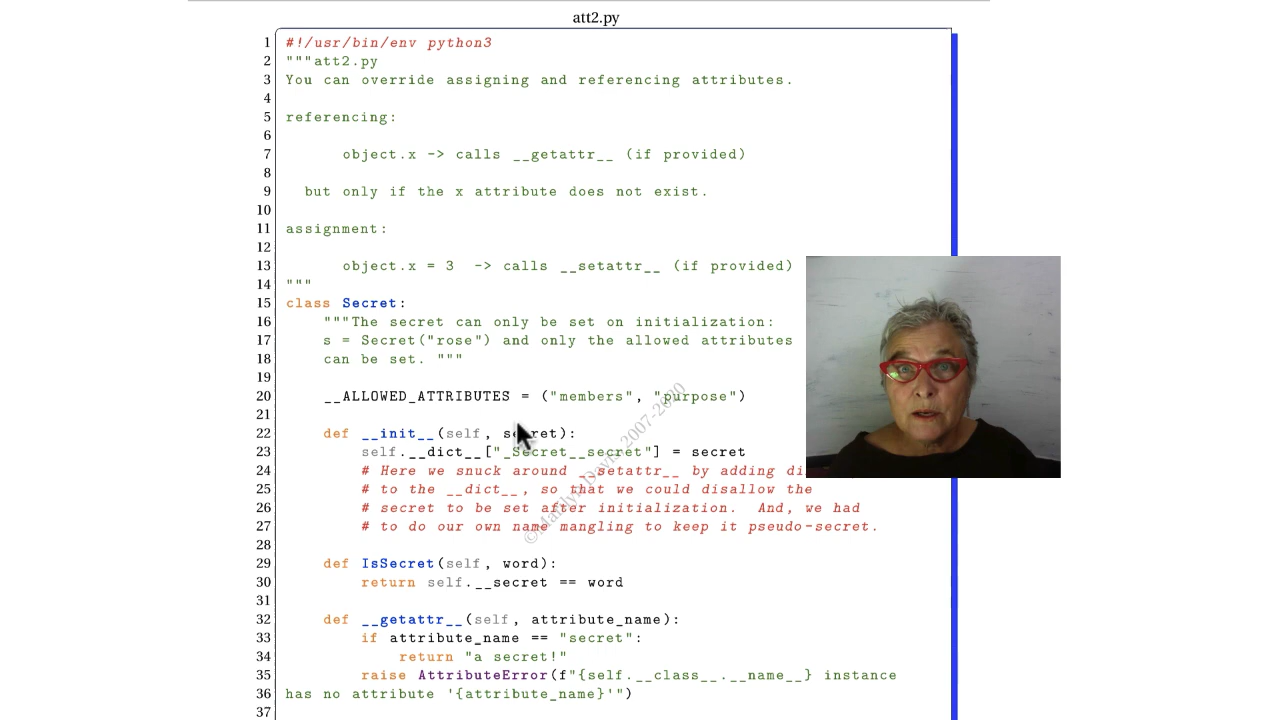 att2.py
1 #!/usr/bin/env python3
2 """att2.py
3 You can override assigning and referencing attributes.
4
5 referencing:
6
7 object.x -> calls __getattr__ (if provided)
8
9 but only if the x attribute does not exist.
10
11 assignment:
12
13 object.x = 3 -> calls __setattr__ (if provided)
14 """
15 class Secret:
16 """The secret can only be set on initialization:
17 s = Secret("rose") and only the allowed attributes
18 can be set. """
19
20 __ALLOWED_ATTRIBUTES = ("members", "purpose")
21
22 def __init__(self, secret):
23 self.__dict__["_Secret__secret"] = secret
24 # Here we snuck around __setattr__ by adding
25 # to the __dict__, so that we could disallow the
26 # secret to be set after initialization. And, we had
27 # to do our own name mangling to keep it pseudo-secret.
28
29 def IsSecret(self, word):
30 return self.__secret == word
31
32 def __getattr__(self, attribute_name):
33 if attribute_name == "secret":
34 return "a secret!"
35 raise AttributeError(f"{self.__class__.__name__} instance
36 has no attribute '{attribute_name}'")
37
©Marilyn Davis 2007-2020